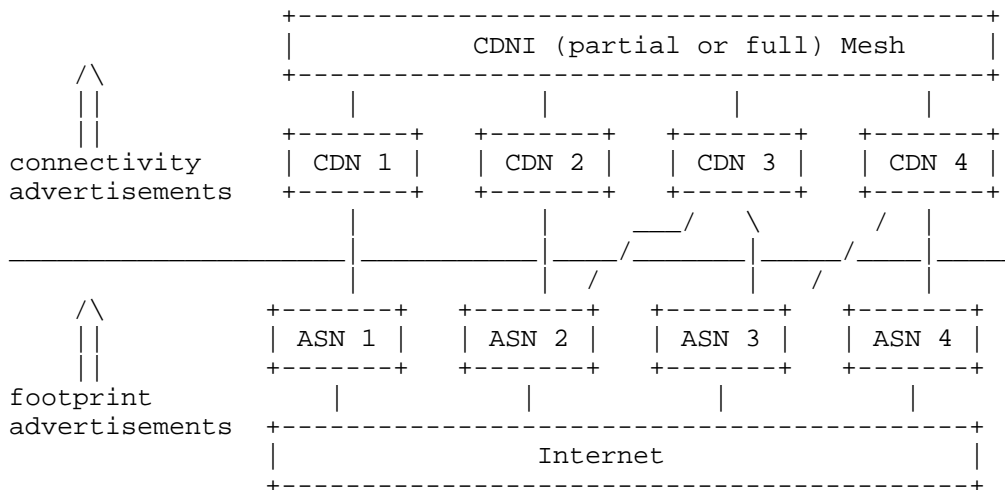 CDNI (partial or full) Mesh
connectivity
advertisements
CDN 1 CDN 2 CDN 3 CDN 4
ASN 1 ASN 2 ASN 3 ASN 4
footprint
advertisements
Internet